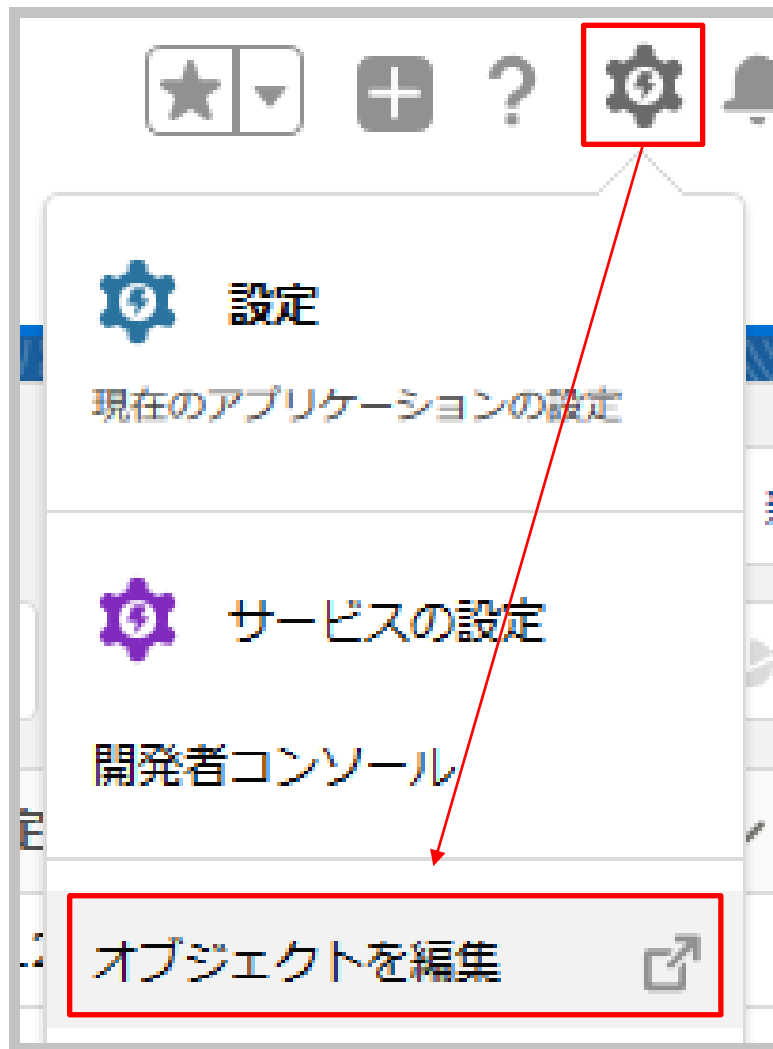 ?
設定
現在のアプリケーションの設定
サービスの設定
開発者コンソール
オブジェクトを編集